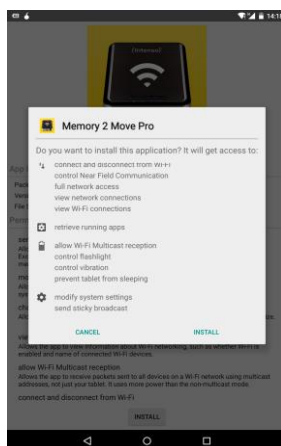 14:18
(intenso)
Memory 2 Move Pro
Do you want to install this application? It will get access to:
connect and disconnect from Wi-Fi
control Near Field Communication
full network access
view network connections
view Wi-Fi connections
retrieve running apps
allow Wi-Fi Multicast reception
control flashlight
control vibration
prevent tablet from sleeping
modify system settings
send sticky broadcast
CANCEL
INSTALL
Allows the app to view information about Wi-Fi networking, such as whether Wi-Fi is
enabled and name of connected Wi-Fi devices.
allow Wi-Fi Multicast reception
Allows the app to receive packets sent to all devices on a Wi-Fi network using multicast
addresses, not just your tablet. It uses more power than the non-multicast mode.
connect and disconnect from Wi-Fi
INSTALL